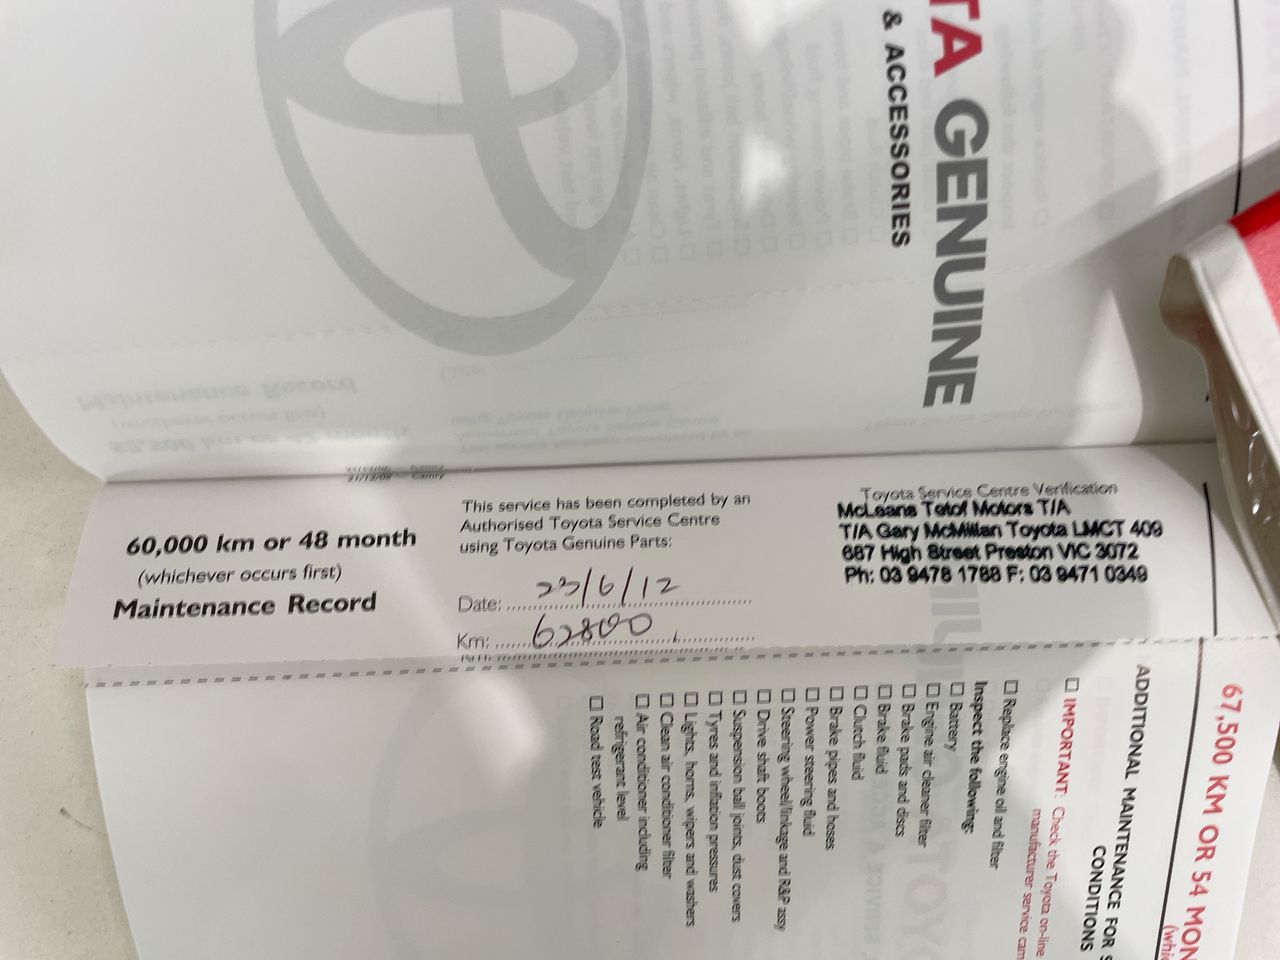 TA GENUINE
& ACCESSORIES
21/12/06 Camry
60,000 km or 48 month
(whichever occurs first)
Maintenance Record
This service has been completed by an
Authorised Toyota Service Centre
using Toyota Genuine Parts:
Date: 23/6/12
Km: 62800
Toyota Service Centre Verification
McLeans Totof Motors T/A
T/A Gary McMillan Toyota LMCT 409
687 High Street Preston VIC 3072
Ph: 03 9478 1788 F: 03 9471 0349
67,500 KM OR 54 MON
(whic
ADDITIONAL MAINTENANCE FOR S
CONDITIONS
☐ IMPORTANT: Check the Toyota on-line
manufacturer service cam
☐ Replace engine oil and filter
Inspect the following:
☐ Battery
☐ Engine air cleaner filter
☐ Brake pads and discs
☐ Brake fluid
☐ Clutch fluid
☐ Brake pipes and hoses
☐ Power steering fluid
☐ Steering wheel/linkage and R&P assy
☐ Drive shaft boots
☐ Suspension ball joints, dust covers
☐ Tyres and inflation pressures
☐ Lights, horns, wipers and washers
☐ Clean air conditioner filter
☐ Air conditioner including
refrigerant level
☐ Road test vehicle